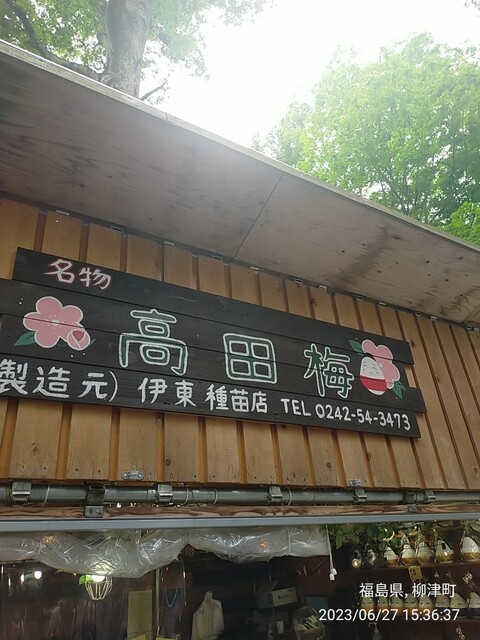 名物
高田梅
製造元) 伊東種苗店 TEL 0242-54-3473
福島県, 柳津町
2023/06/27 15:36:37